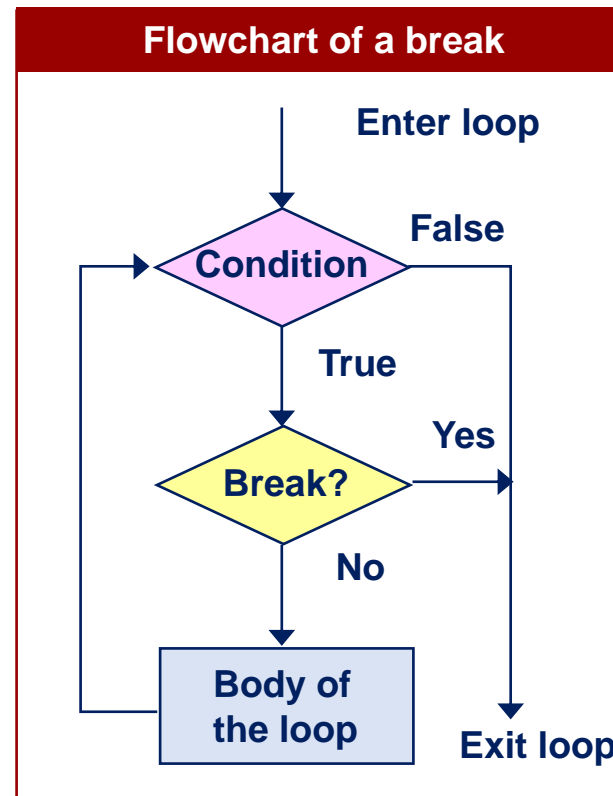 Flowchart of a break
Enter loop
False
Condition
True
Yes
Break?
No
Body of
the loop
Exit loop